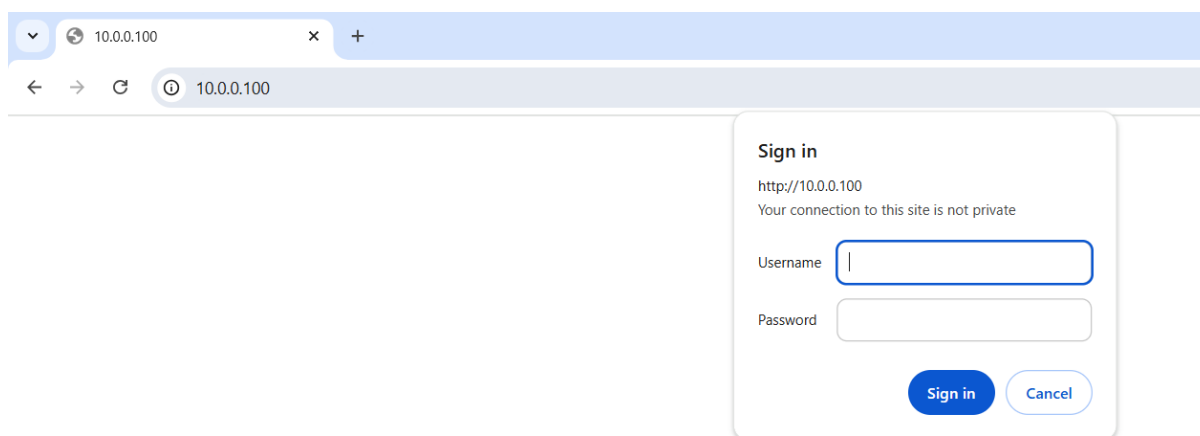 10.0.0.100
10.0.0.100
Sign in
http://10.0.0.100
Your connection to this site is not private
Username
Password
Sign in Cancel